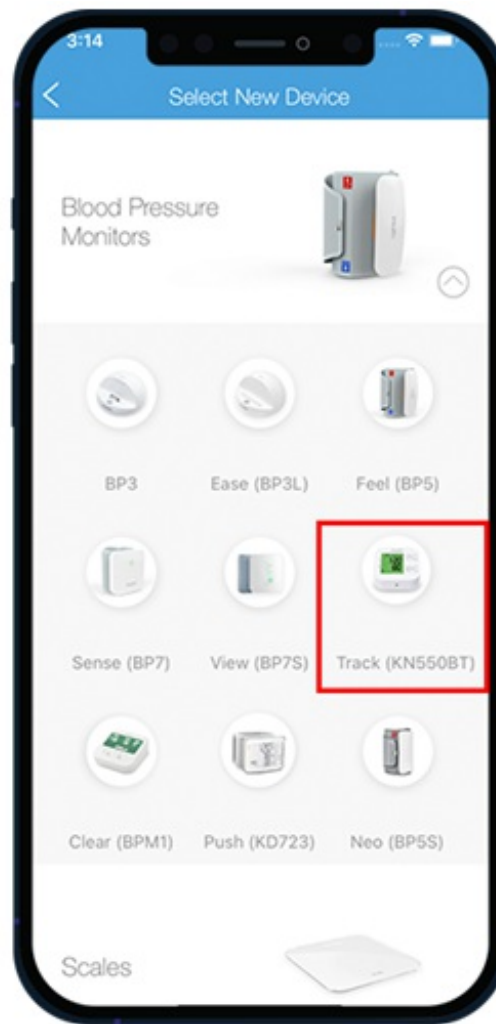 3:14
Select New Device
Blood Pressure
Monitors
BP3
Ease (BP3L)
Feel (BP5)
Sense (BP7)
View (BP7S)
Track (KN550BT)
Clear (BPM1)
Push (KD723)
Neo (BP5S)
Scales